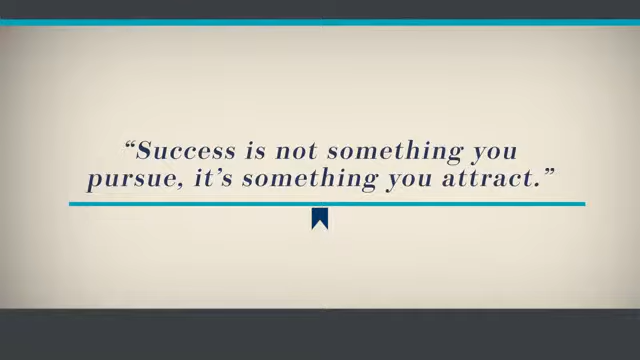 “Success is not something you
pursue, it’s something you attract.”